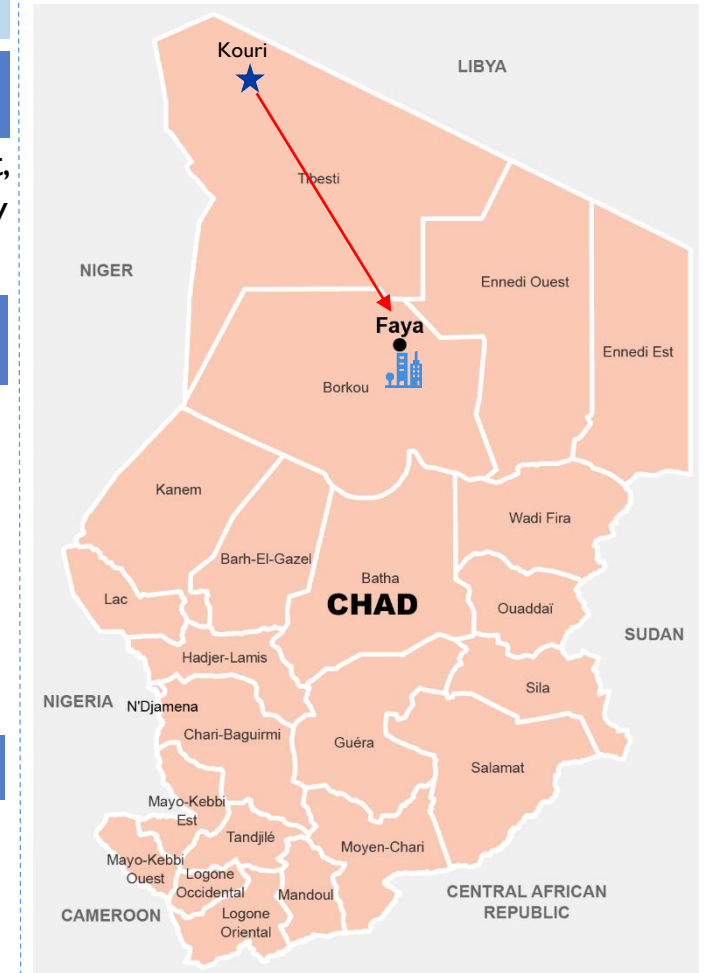 Kouri
LIBYA
Tibesti
NIGER
Ennedi Ouest
Faya
Ennedi Est
Borkou
Kanem
Wadi Fira
Barh-El-Gazel
Batha
Lac
CHAD
Ouaddaï
SUDAN
Hadjer-Lamis
Sila
NIGERIA
N'Djamena
Chari-Baguirmi
Guéra
Salamat
Mayo-Kebbi
Est
Tandjilé
Moyen-Chari
Mayo-Kebbi
Ouest
Logone
Occidental
Mandoul
CENTRAL AFRICAN
REPUBLIC
CAMEROON
Logone
Oriental